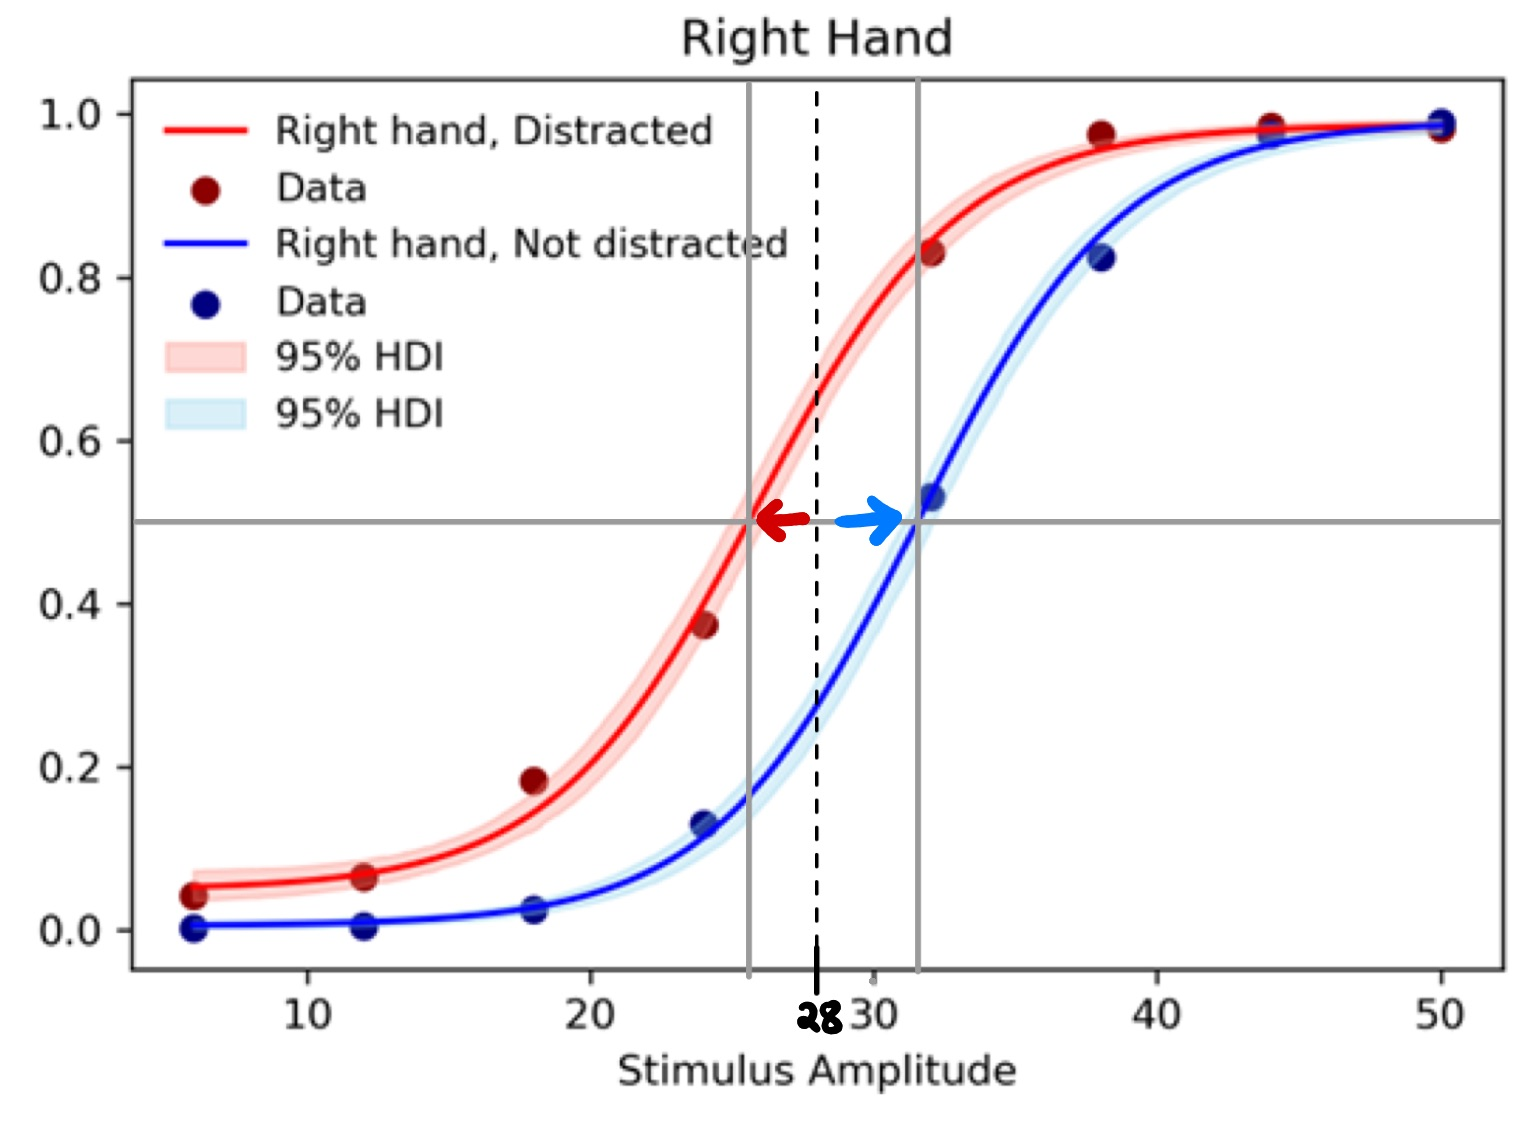 Right Hand
1.0
0.8
0.6
0.4
0.2
0.0
Right hand, Distracted
Data
Right hand, Not distracted
Data
95% HDI
95% HDI
10
20
28
30
40
50
Stimulus Amplitude